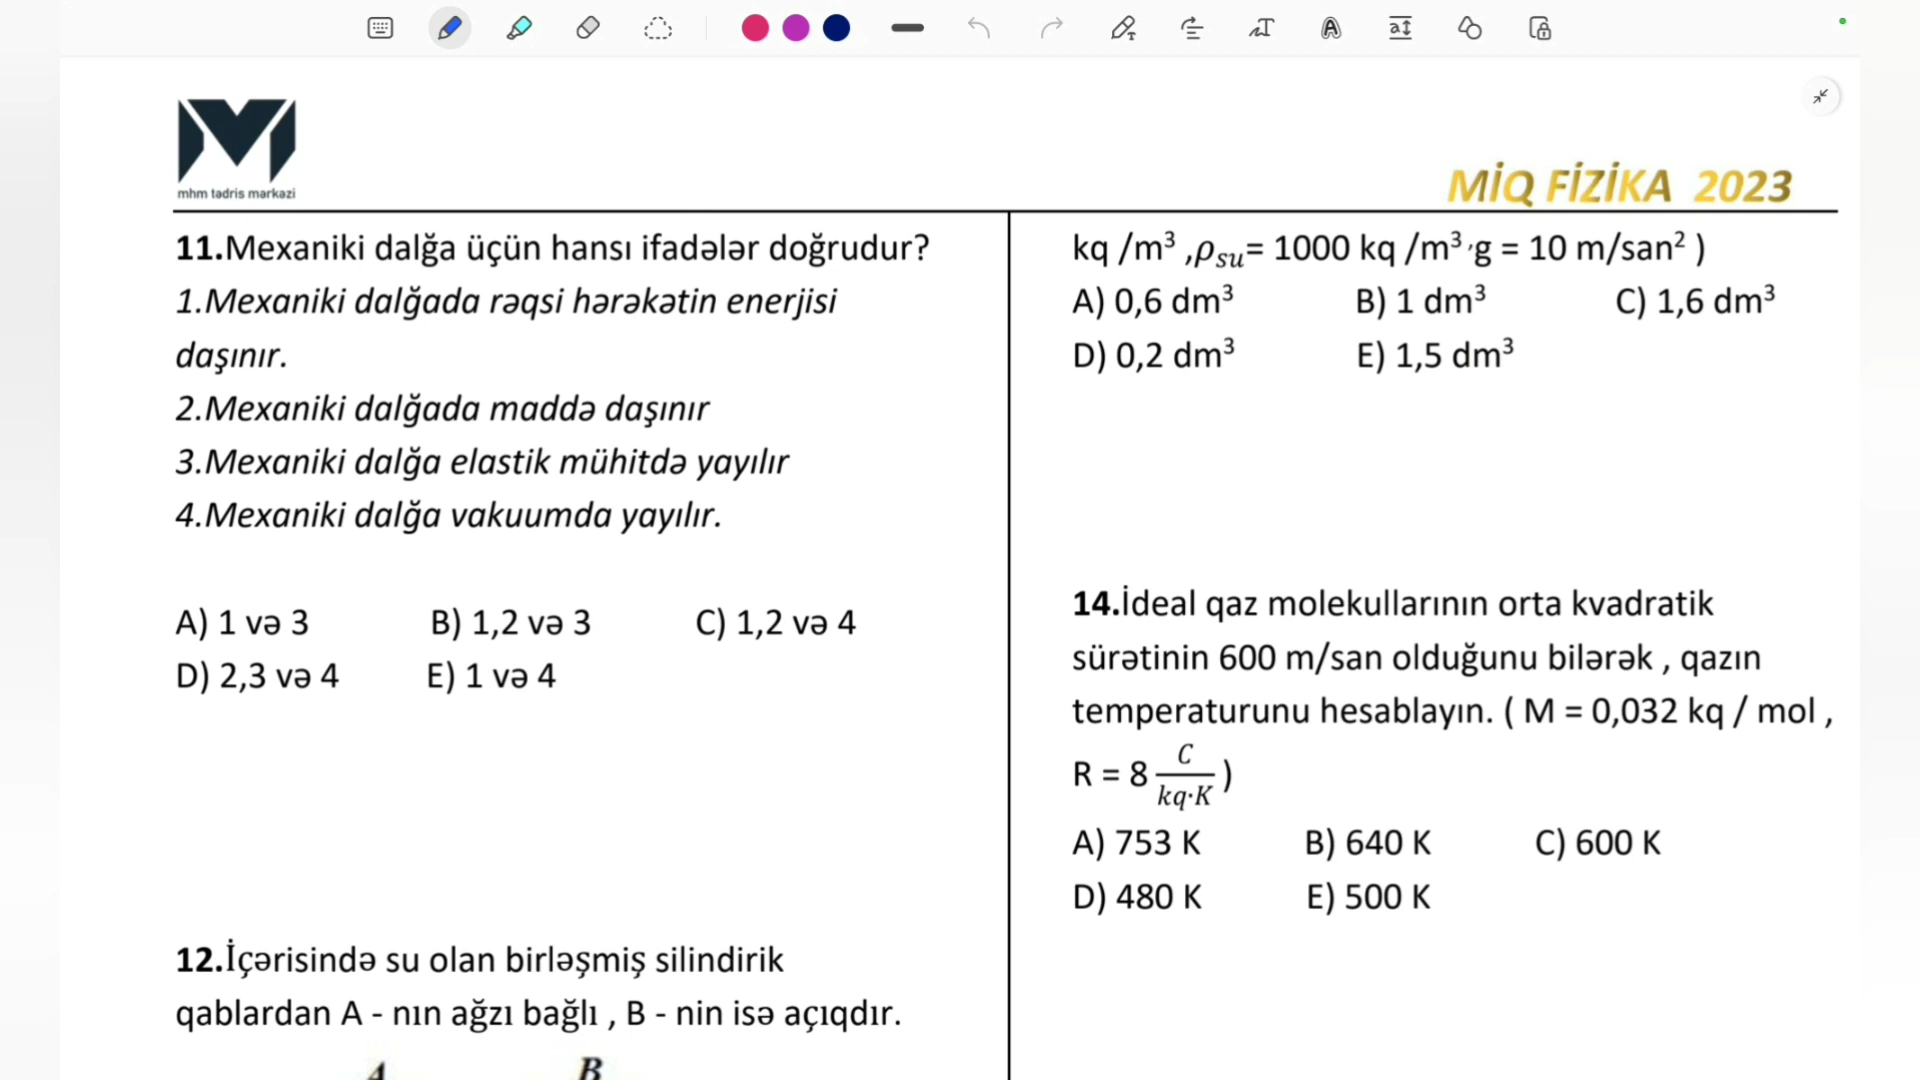 mhm tədris mərkəzi
MİQ FİZİKA 2023
11.Mexaniki dalğa üçün hansı ifadələr doğrudur?
1.Mexaniki dalğada rəqsi hərəkətin enerjisi
daşınır.
2.Mexaniki dalğada maddə daşınır
3.Mexaniki dalğa elastik mühitdə yayılır
4.Mexaniki dalğa vakuumda yayılır.
A) 1 və 3 B) 1,2 və 3 C) 1,2 və 4
D) 2,3 və 4 E) 1 və 4
12.İçərisində su olan birləşmiş silindirik
qablardan A - nın ağzı bağlı , B - nin isə açıqdır.
A B
kq /m³ ,ρsu= 1000 kq /m³ ,g = 10 m/san² )
A) 0,6 dm³ B) 1 dm³ C) 1,6 dm³
D) 0,2 dm³ E) 1,5 dm³
14.İdeal qaz molekullarının orta kvadratik
sürətinin 600 m/san olduğunu bilərək , qazın
temperaturunu hesablayın. ( M = 0,032 kq / mol ,
R = 8 C/kq·K )
A) 753 K B) 640 K C) 600 K
D) 480 K E) 500 K